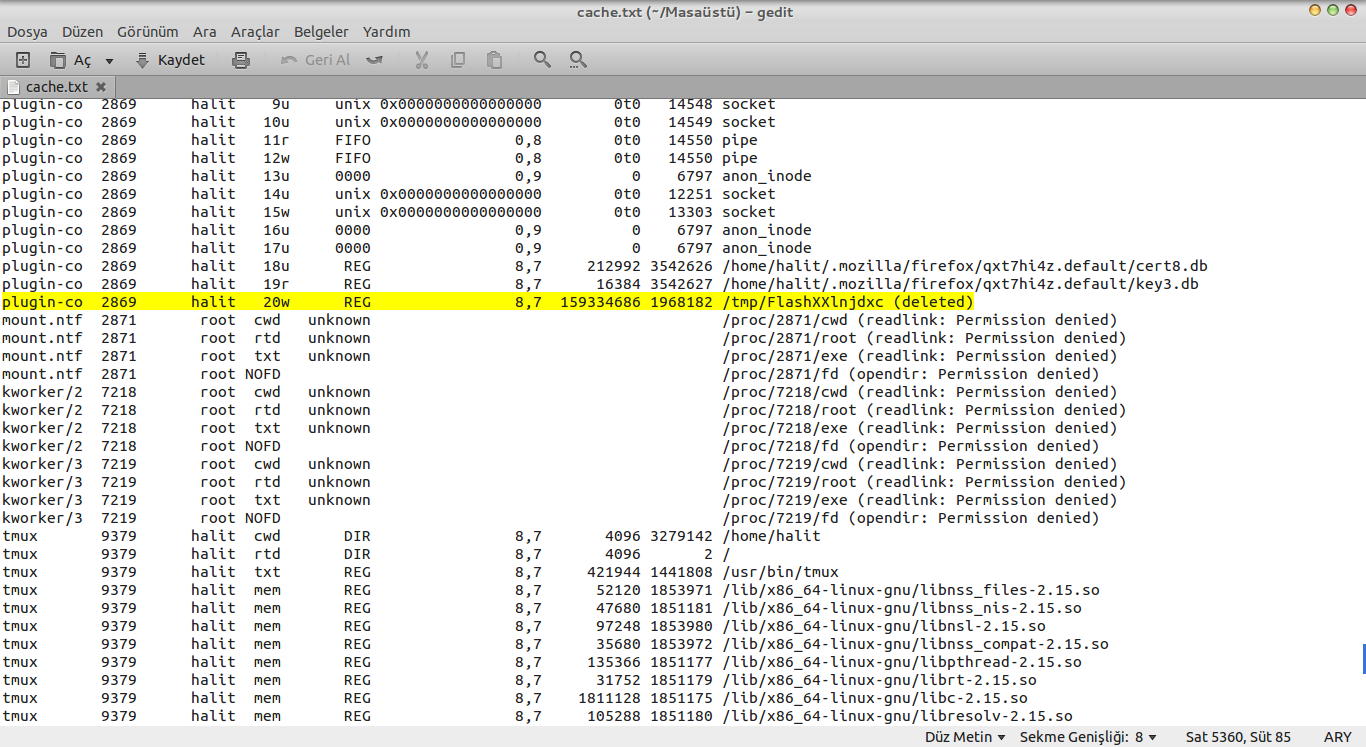 cache.txt (~/Masaüstü) – gedit
Dosya Düzen Görünüm Ara Araçlar Belgeler Yardım
Aç Kaydet Geri Al
cache.txt
plugin-co 2869 halit 9u unix 0x0000000000000000 0t0 14548 socket
plugin-co 2869 halit 10u unix 0x0000000000000000 0t0 14549 socket
plugin-co 2869 halit 11r FIFO 0,8 0t0 14550 pipe
plugin-co 2869 halit 12w FIFO 0,8 0t0 14550 pipe
plugin-co 2869 halit 13u 0000 0,9 0 6797 anon_inode
plugin-co 2869 halit 14u unix 0x0000000000000000 0t0 12251 socket
plugin-co 2869 halit 15w unix 0x0000000000000000 0t0 13303 socket
plugin-co 2869 halit 16u 0000 0,9 0 6797 anon_inode
plugin-co 2869 halit 17u 0000 0,9 0 6797 anon_inode
plugin-co 2869 halit 18u REG 8,7 212992 3542626 /home/halit/.mozilla/firefox/qxt7hi4z.default/cert8.db
plugin-co 2869 halit 19r REG 8,7 16384 3542627 /home/halit/.mozilla/firefox/qxt7hi4z.default/key3.db
plugin-co 2869 halit 20w REG 8,7 159334686 1968182 /tmp/FlashXXlnjdxc (deleted)
mount.ntf 2871 root cwd unknown /proc/2871/cwd (readlink: Permission denied)
mount.ntf 2871 root rtd unknown /proc/2871/root (readlink: Permission denied)
mount.ntf 2871 root txt unknown /proc/2871/exe (readlink: Permission denied)
mount.ntf 2871 root NOFD /proc/2871/fd (opendir: Permission denied)
kworker/2 7218 root cwd unknown /proc/7218/cwd (readlink: Permission denied)
kworker/2 7218 root rtd unknown /proc/7218/root (readlink: Permission denied)
kworker/2 7218 root txt unknown /proc/7218/exe (readlink: Permission denied)
kworker/2 7218 root NOFD /proc/7218/fd (opendir: Permission denied)
kworker/3 7219 root cwd unknown /proc/7219/cwd (readlink: Permission denied)
kworker/3 7219 root rtd unknown /proc/7219/root (readlink: Permission denied)
kworker/3 7219 root txt unknown /proc/7219/exe (readlink: Permission denied)
kworker/3 7219 root NOFD /proc/7219/fd (opendir: Permission denied)
tmux 9379 halit cwd DIR 8,7 4096 3279142 /home/halit
tmux 9379 halit rtd DIR 8,7 4096 2 /
tmux 9379 halit txt REG 8,7 421944 1441808 /usr/bin/tmux
tmux 9379 halit mem REG 8,7 52120 1853971 /lib/x86_64-linux-gnu/libnss_files-2.15.so
tmux 9379 halit mem REG 8,7 47680 1851181 /lib/x86_64-linux-gnu/libnss_nis-2.15.so
tmux 9379 halit mem REG 8,7 97248 1853980 /lib/x86_64-linux-gnu/libnsl-2.15.so
tmux 9379 halit mem REG 8,7 35680 1853972 /lib/x86_64-linux-gnu/libnss_compat-2.15.so
tmux 9379 halit mem REG 8,7 135366 1851177 /lib/x86_64-linux-gnu/libpthread-2.15.so
tmux 9379 halit mem REG 8,7 31752 1851179 /lib/x86_64-linux-gnu/librt-2.15.so
tmux 9379 halit mem REG 8,7 1811128 1851175 /lib/x86_64-linux-gnu/libc-2.15.so
tmux 9379 halit mem REG 8,7 105288 1851180 /lib/x86_64-linux-gnu/libresolv-2.15.so
Düz Metin Sekme Genişliği: 8 Sat 5360, Süt 85 ARY